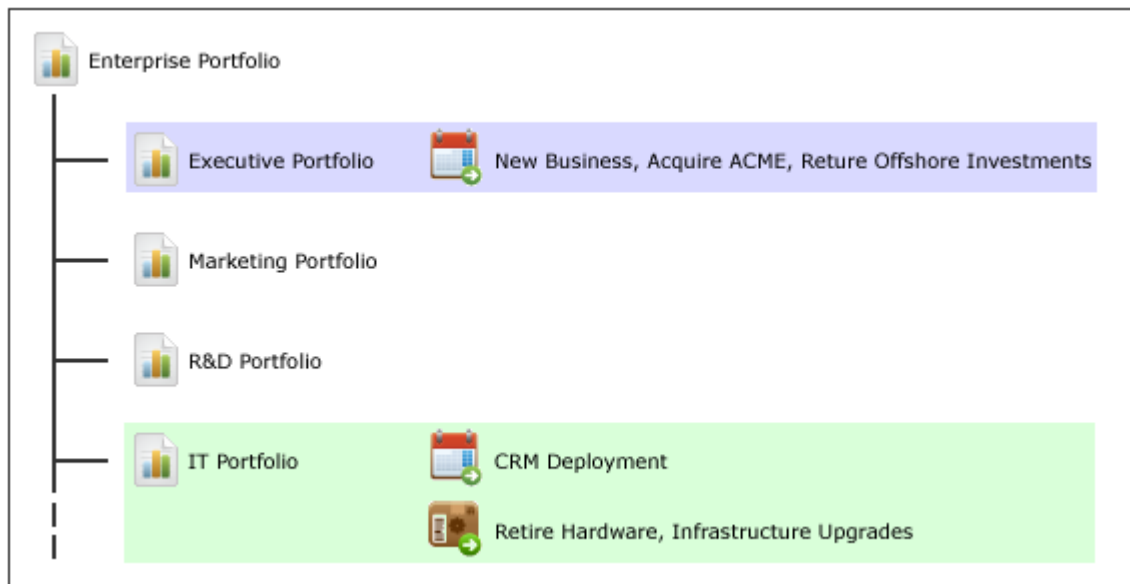 Enterprise Portfolio
Executive Portfolio New Business, Acquire ACME, Reture Offshore Investments
Marketing Portfolio
R&D Portfolio
IT Portfolio CRM Deployment
Retire Hardware, Infrastructure Upgrades